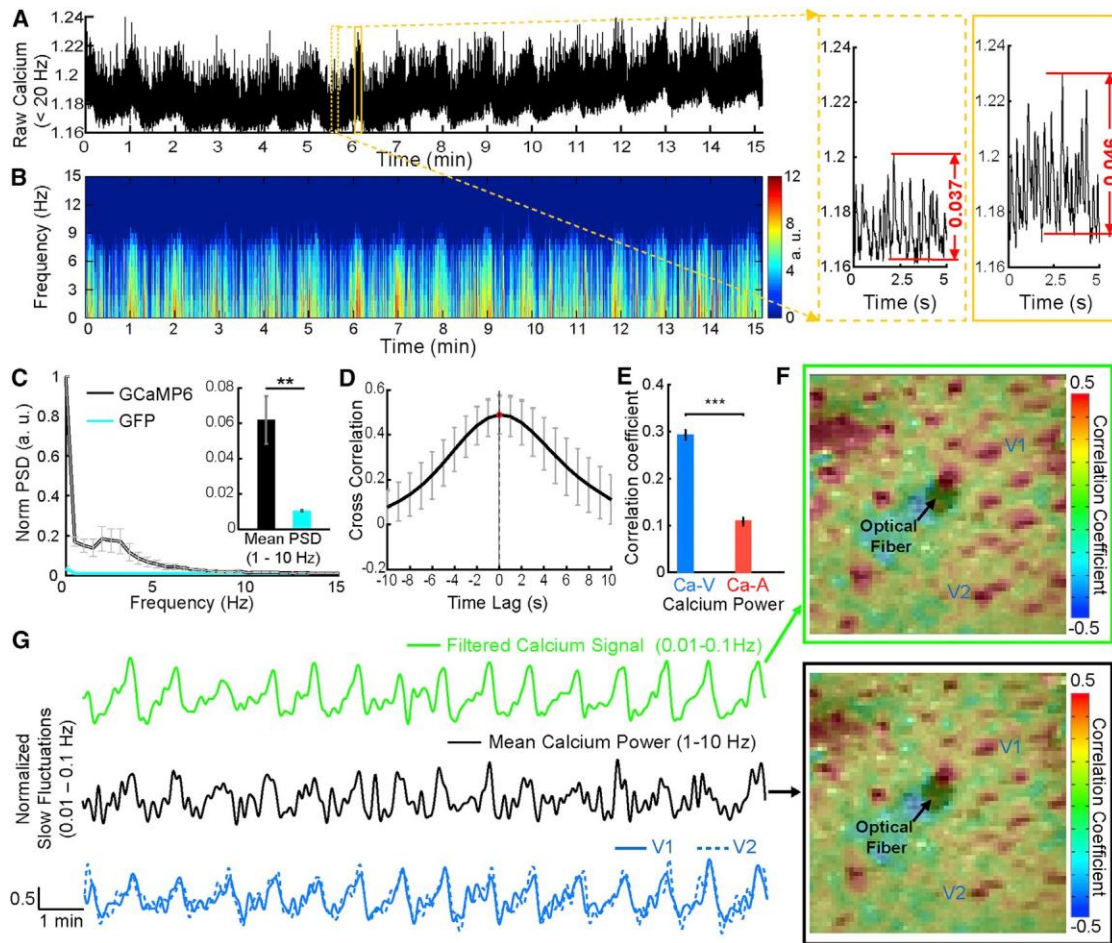 A
Raw Calcium
(< 20 Hz)
1.24
1.22
1.2
1.18
1.16
0 1 2 3 4 5 6 7 8 9 10 11 12 13 14 15
Time (min)
1.24
1.22
1.2
1.18
1.16
0 2.5 5
Time (s)
0.037
1.24
1.22
1.2
1.18
1.16
0 2.5 5
Time (s)
0.046
B
Frequency (Hz)
15
12
9
6
3
0
0 1 2 3 4 5 6 7 8 9 10 11 12 13 14 15
Time (min)
12
8
4
0
a. u.
C
Norm PSD (a. u.)
1
0.8
0.6
0.4
0.2
0
0 5 10 15
Frequency (Hz)
GCaMP6
GFP
0.08
0.06
0.04
0.02
0
**
Mean PSD
(1 - 10 Hz)
D
Cross Correlation
0.6
0.4
0.2
0
-0.2
-10 -8 -6 -4 -2 0 2 4 6 8 10
Time Lag (s)
E
Correlation coefficient
0.4
0.3
0.2
0.1
0
***
Ca-V Ca-A
Calcium Power
F
V1
Optical
Fiber
V2
0.5
-0.5
Correlation
Coefficient
V1
Optical
Fiber
V2
0.5
-0.5
Correlation Coefficient
G
Normalized
Slow Fluctuations
(0.01 – 0.1 Hz)
Filtered Calcium Signal (0.01-0.1Hz)
Mean Calcium Power (1-10 Hz)
V1 V2
0.5
1 min